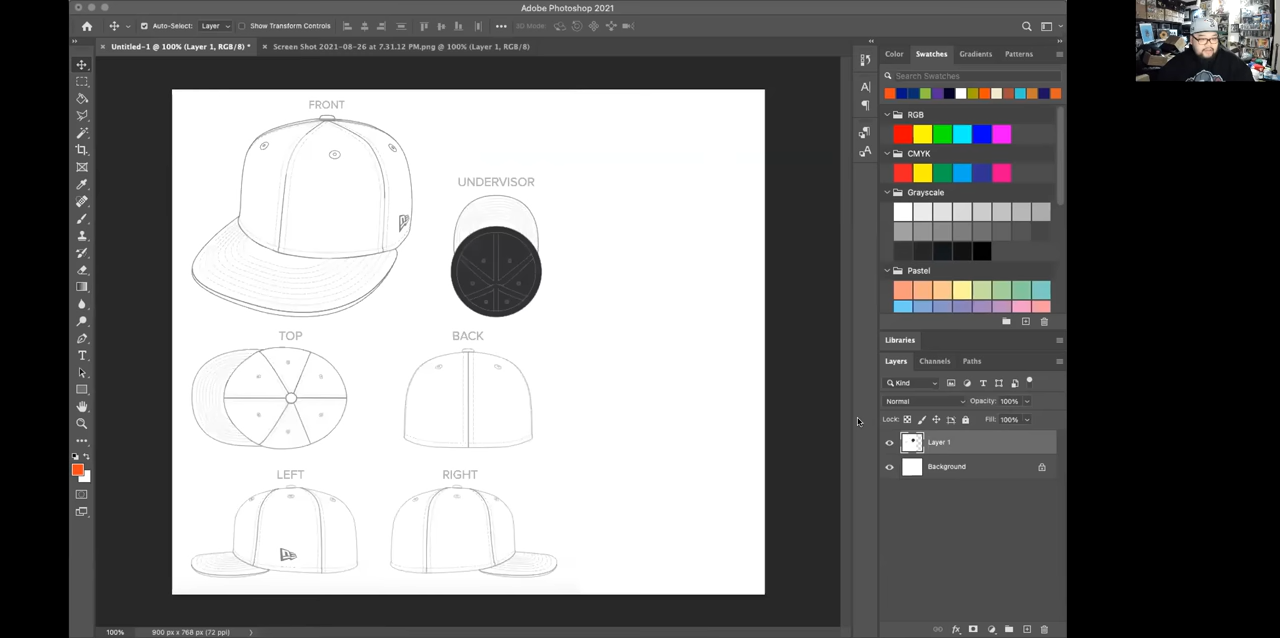 Adobe Photoshop 2021
Auto-Select: Layer Show Transform Controls 3D Mode:
Untitled-1 @ 100% (Layer 1, RGB/8) * Screen Shot 2021-08-26 at 7.31.12 PM.png @ 100% (Layer 1, RGB/8)
Color Swatches Gradients Patterns
Search Swatches
RGB
CMYK
Grayscale
Pastel
Libraries
Layers Channels Paths
Kind
Normal Opacity: 100%
Lock: Fill: 100%
Layer 1
Background
FRONT
UNDERVISOR
TOP BACK
LEFT RIGHT
100% 900 px x 768 px (72 ppi)